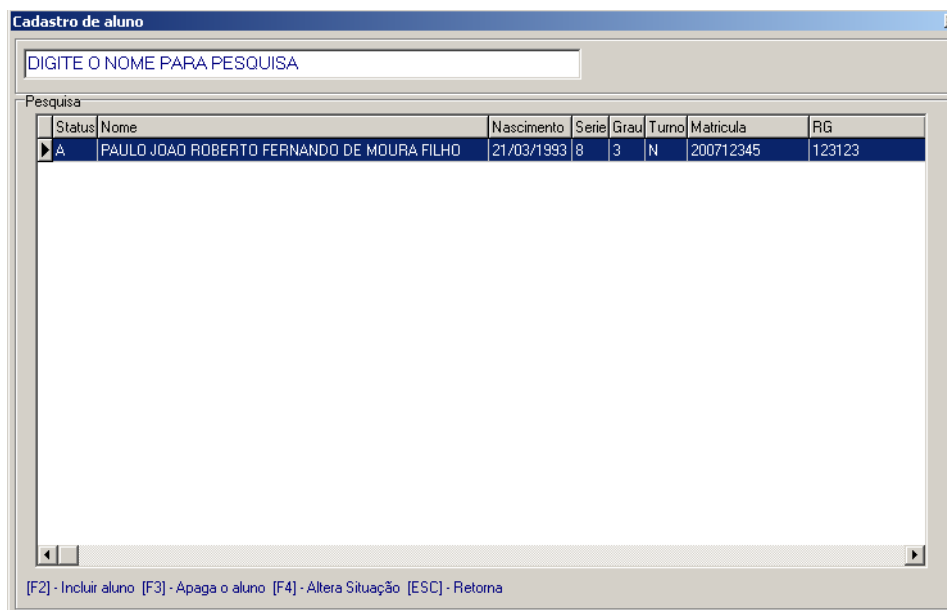 Cadastro de aluno
DIGITE O NOME PARA PESQUISA
Pesquisa
Status Nome Nascimento Serie Grau Turno Matricula RG
A PAULO JOAO ROBERTO FERNANDO DE MOURA FILHO 21/03/1993 8 3 N 200712345 123123
[F2] - Incluir aluno [F3] - Apaga o aluno [F4] - Altera Situação [ESC] - Retorna